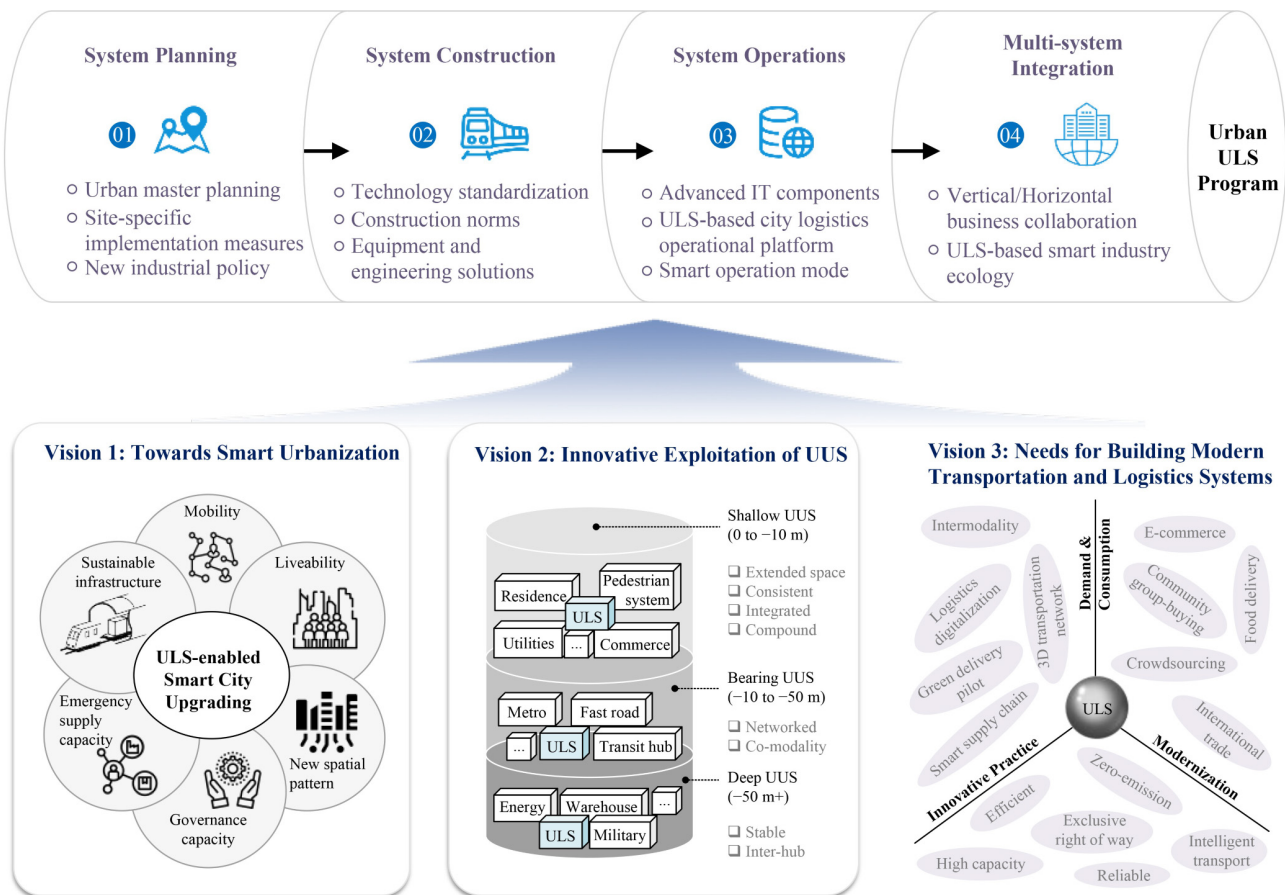 System Planning
01
Urban master planning
Site-specific
implementation measures
New industrial policy
System Construction
02
Technology standardization
Construction norms
Equipment and
engineering solutions
System Operations
03
Advanced IT components
ULS-based city logistics
operational platform
Smart operation mode
Multi-system
Integration
04
Vertical/Horizontal
business collaboration
ULS-based smart industry
ecology
Urban
ULS
Program
Vision 1: Towards Smart Urbanization
Mobility
Sustainable
infrastructure
Liveability
ULS-enabled
Smart City
Upgrading
Emergency
supply
capacity
New spatial
pattern
Governance
capacity
Vision 2: Innovative Exploitation of UUS
Shallow UUS
(0 to −10 m)
Extended space
Consistent
Integrated
Compound
Residence
Pedestrian
system
ULS
Utilities
...
Commerce
Bearing UUS
(−10 to −50 m)
Networked
Co-modality
Metro
Fast road
...
ULS
Transit hub
Deep UUS
(−50 m+)
Stable
Inter-hub
Energy
Warehouse
...
ULS
Military
Vision 3: Needs for Building Modern
Transportation and Logistics Systems
Intermodality
Logistics
digitalization
3D transportation
network
Green delivery
pilot
Smart supply chain
Demand &
Consumption
E-commerce
Community
group-buying
Food delivery
Crowdsourcing
ULS
International
trade
Innovative Practice
Modernization
Efficient
Zero-emission
Exclusive
right of way
High capacity
Reliable
Intelligent
transport